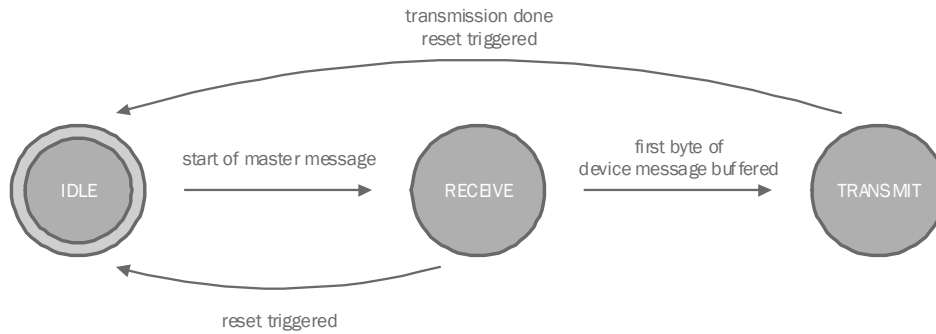 transmission done
reset triggered
start of master message
first byte of
device message buffered
IDLE
RECEIVE
TRANSMIT
reset triggered